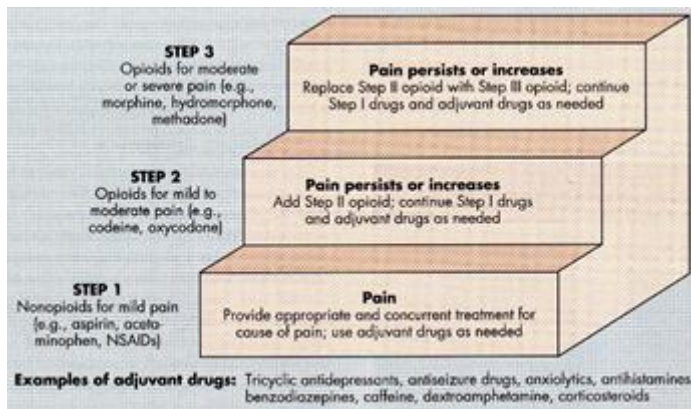 STEP 3
Opioids for moderate
or severe pain (e.g.,
morphine, hydromorphone,
methadone)
Pain persists or increases
Replace Step II opioid with Step III opioid; continue
Step I drugs and adjuvant drugs as needed
STEP 2
Opioids for mild to
moderate pain (e.g.,
codeine, oxycodone)
Pain persists or increases
Add Step II opioid; continue Step I drugs
and adjuvant drugs as needed
STEP 1
Nonopioids for mild pain
(e.g., aspirin, aceta-
minophen, NSAIDs)
Pain
Provide appropriate and concurrent treatment for
cause of pain; use adjuvant drugs as needed
Examples of adjuvant drugs: Tricyclic antidepressants, antiseizure drugs, anxiolytics, antihistamines
benzodiazepines, caffeine, dextroamphetamine, corticosteroids